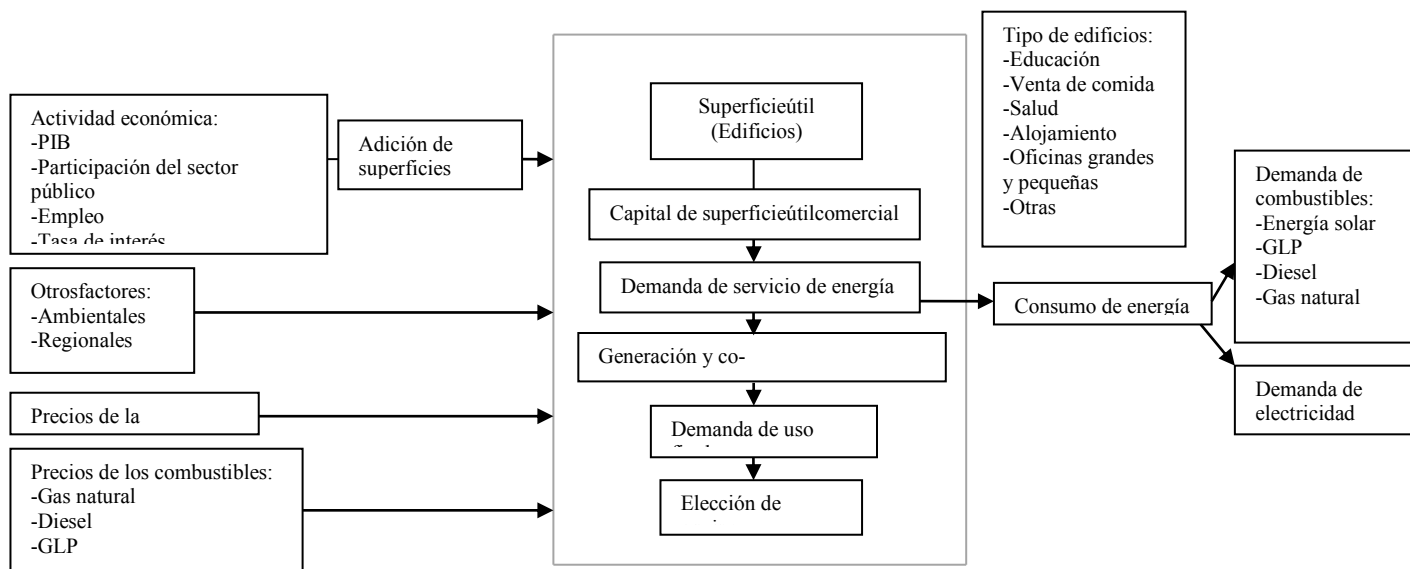 Actividad económica:
-PIB
-Participación del sector
público
-Empleo
-Tasa de interés
Adición de
superficies
Otrosfactores:
-Ambientales
-Regionales
Precios de la
Precios de los combustibles:
-Gas natural
-Diesel
-GLP
Superficieútil
(Edificios)
Capital de superficieútilcomercial
Demanda de servicio de energía
Generación y co-
Demanda de uso
Elección de
Tipo de edificios:
-Educación
-Venta de comida
-Salud
-Alojamiento
-Oficinas grandes
y pequeñas
-Otras
Consumo de energía
Demanda de
combustibles:
-Energía solar
-GLP
-Diesel
-Gas natural
Demanda de
electricidad